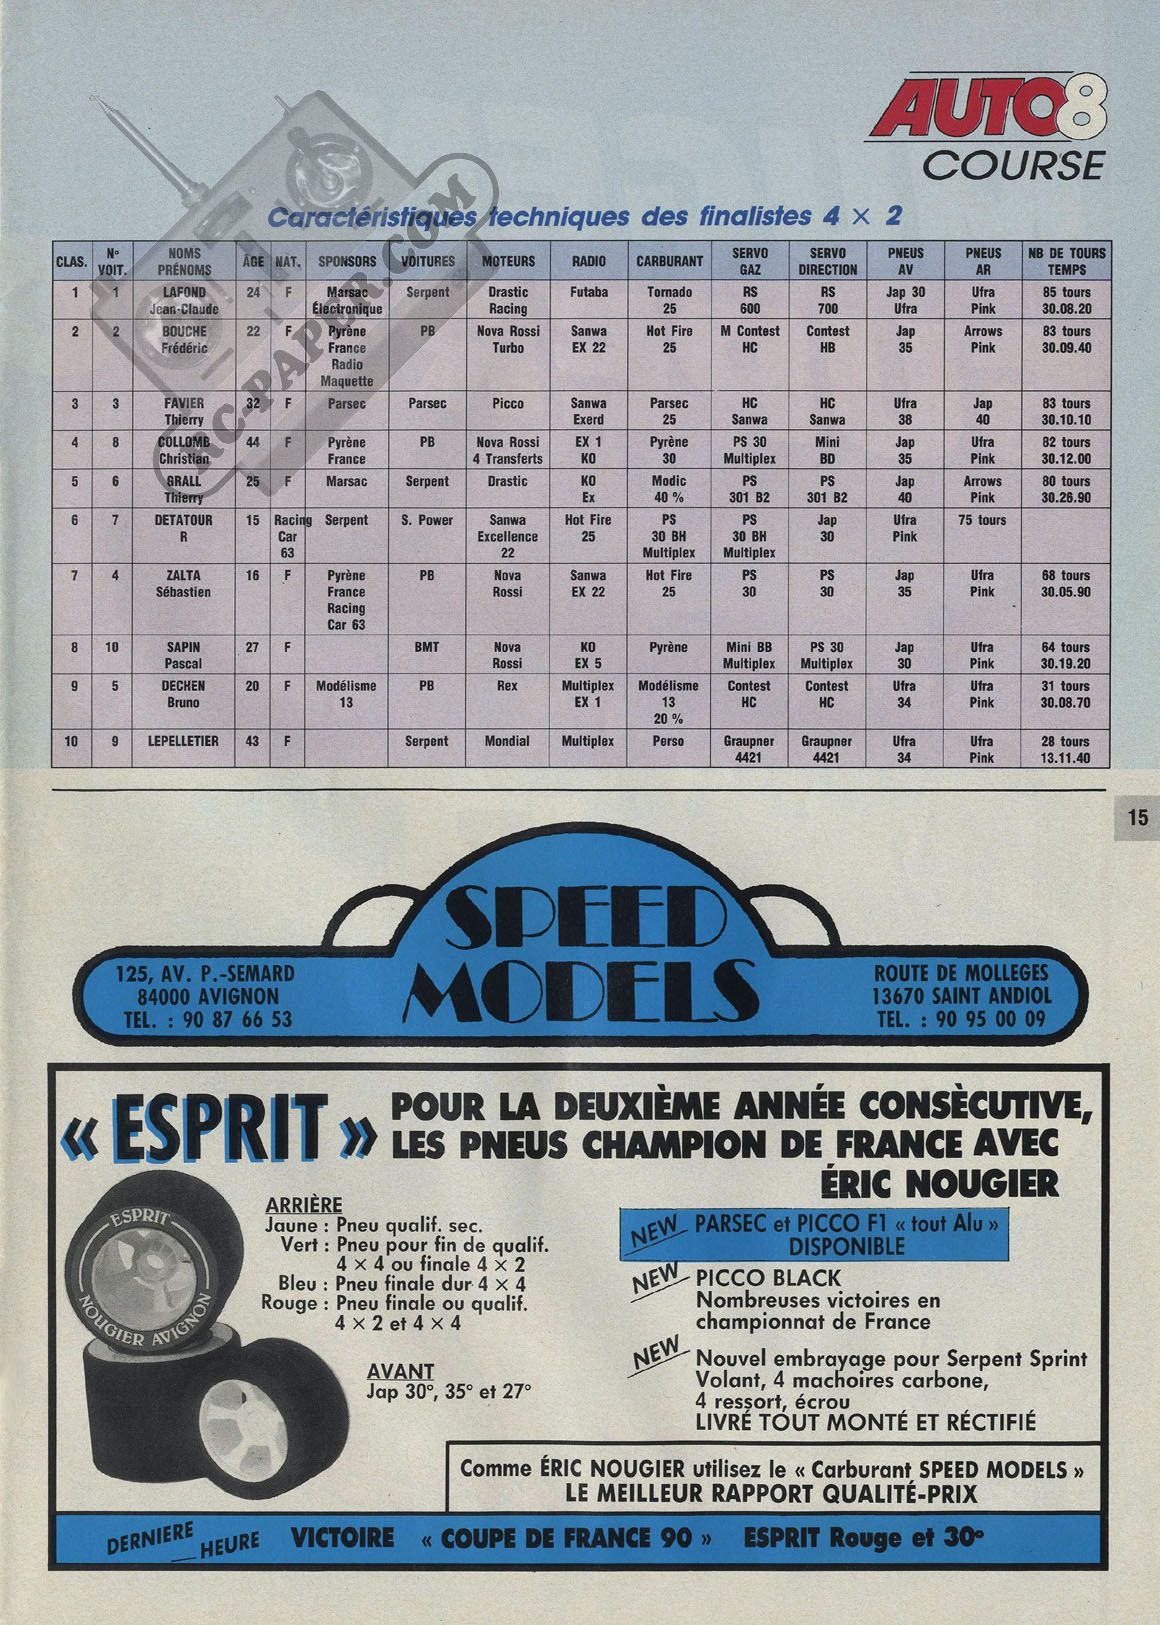 AUTO8
COURSE
Caractéristiques techniques des finalistes 4 × 2
CLAS. N° VOIT. NOMS PRÉNOMS ÂGE NAT. SPONSORS VOITURES MOTEURS RADIO CARBURANT SERVO GAZ SERVO DIRECTION PNEUS AV PNEUS AR NB DE TOURS TEMPS
1 1 LAFOND 24 F Marsac Serpent Drastic Futaba Tornado RS RS Jap 30 Ufra 85 tours
Jean-Claude Électronique Racing 25 600 700 Ufra Pink 30.08.20
2 2 BOUCHE 22 F Pyrène PB Nova Rossi Sanwa Hot Fire M Contest Contest Jap Arrows 83 tours
Frédéric France Turbo EX 22 25 HC HB 35 Pink 30.09.40
Radio
Maquette
3 3 FAVIER 32 F Parsec Parsec Picco Sanwa Parsec HC HC Ufra Jap 83 tours
Thierry Exerd 25 Sanwa Sanwa 38 40 30.10.10
4 8 COLLOMB 44 F Pyrène PB Nova Rossi EX 1 Pyrène PS 30 Mini Jap Ufra 82 tours
Christian France 4 Transferts KO 30 Multiplex BD 35 Pink 30.12.00
5 6 GRALL 25 F Marsac Serpent Drastic KO Modic PS PS Jap Arrows 80 tours
Thierry Ex 40 % 301 B2 301 B2 40 Pink 30.26.90
6 7 DETATOUR 15 Racing Serpent S. Power Sanwa Hot Fire PS PS Jap Ufra 75 tours
R Car Excellence 25 30 BH 30 BH 30 Pink
63 22 Multiplex Multiplex
7 4 ZALTA 16 F Pyrène PB Nova Sanwa Hot Fire PS PS Jap Ufra 68 tours
Sébastien France Rossi EX 22 25 30 30 35 Pink 30.05.90
Racing
Car 63
8 10 SAPIN 27 F BMT Nova KO Pyrène Mini BB PS 30 Jap Ufra 64 tours
Pascal Rossi EX 5 Multiplex Multiplex 30 Pink 30.19.20
9 5 DECHEN 20 F Modélisme PB Rex Multiplex Modélisme Contest Contest Ufra Ufra 31 tours
Bruno 13 EX 1 13 HC HC 34 Pink 30.08.70
20 %
10 9 LEPELLETIER 43 F Serpent Mondial Multiplex Perso Graupner Graupner Ufra Ufra 28 tours
4421 4421 34 Pink 13.11.40
RC-PAPER.COM
15
SPEED
MODELS
125, AV. P.-SEMARD
84000 AVIGNON
TEL. : 90 87 66 53
ROUTE DE MOLLEGES
13670 SAINT ANDIOL
TEL. : 90 95 00 09
« ESPRIT »
POUR LA DEUXIÈME ANNÉE CONSÈCUTIVE,
LES PNEUS CHAMPION DE FRANCE AVEC
ÉRIC NOUGIER
ESPRIT
NOUGIER AVIGNON
ARRIÈRE
Jaune : Pneu qualif. sec.
Vert : Pneu pour fin de qualif.
4 × 4 ou finale 4 × 2
Bleu : Pneu finale dur 4 × 4
Rouge : Pneu finale ou qualif.
4 × 2 et 4 × 4
AVANT
Jap 30°, 35° et 27°
NEW PARSEC et PICCO F1 « tout Alu »
DISPONIBLE
NEW PICCO BLACK
Nombreuses victoires en
championnat de France
NEW Nouvel embrayage pour Serpent Sprint
Volant, 4 machoires carbone,
4 ressort, écrou
LIVRÉ TOUT MONTÉ ET RÉCTIFIÉ
Comme ÉRIC NOUGIER utilisez le « Carburant SPEED MODELS »
LE MEILLEUR RAPPORT QUALITÉ-PRIX
DERNIERE HEURE VICTOIRE « COUPE DE FRANCE 90 » ESPRIT Rouge et 30°